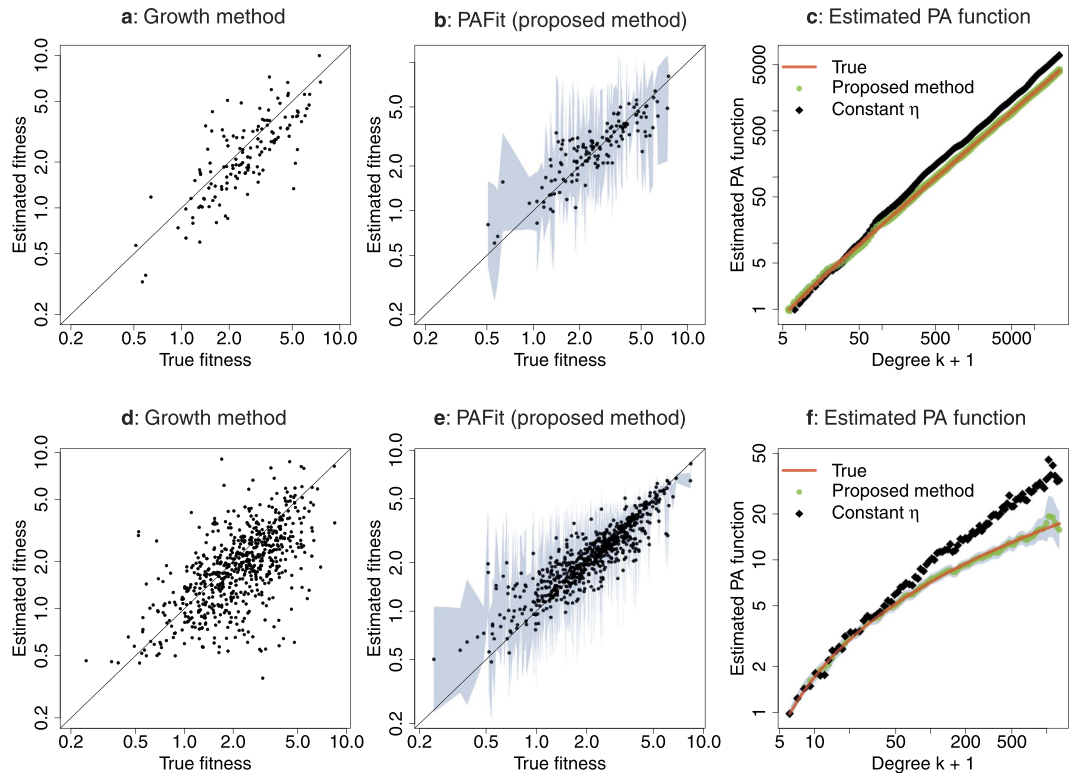 a: Growth method
b: PAFit (proposed method)
c: Estimated PA function
Estimated fitness
10.0
5.0
2.0
1.0
0.5
0.2
0.2 0.5 1.0 2.0 5.0 10.0
True fitness
Estimated fitness
5.0
2.0
1.0
0.5
0.2
0.2 0.5 1.0 2.0 5.0 10.0
True fitness
Estimated PA function
5000
500
50
5
1
True
Proposed method
Constant η
5 50 500 5000
Degree k + 1
d: Growth method
e: PAFit (proposed method)
f: Estimated PA function
Estimated fitness
10.0
5.0
2.0
1.0
0.5
0.2
0.2 0.5 1.0 2.0 5.0 10.0
True fitness
Estimated fitness
10.0
5.0
2.0
1.0
0.5
0.2
0.2 0.5 1.0 2.0 5.0 10.0
True fitness
Estimated PA function
50
20
10
5
2
1
True
Proposed method
Constant η
5 10 50 200 500
Degree k + 1